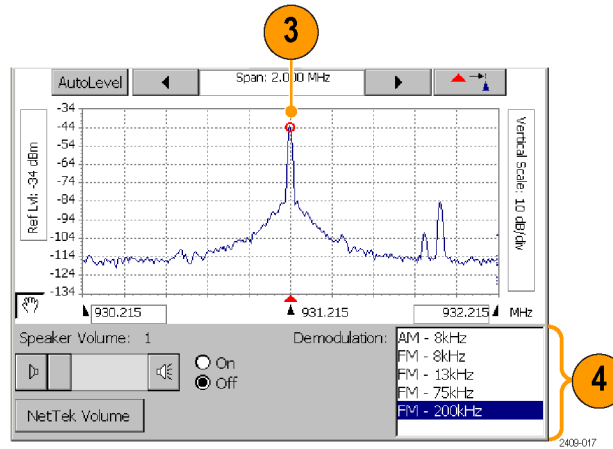 3
AutoLevel
Span: 2.000 MHz
Ref Lvl: -34 dBm
-34
-44
-54
-64
-74
-84
-94
-104
-114
-124
-134
Vertical Scale: 10 dB/div
930.215
931.215
932.215
MHz
Speaker Volume: 1
On
Off
NetTek Volume
Demodulation:
AM - 8kHz
FM - 8kHz
FM - 13kHz
FM - 75kHz
FM - 200kHz
4
2409-017